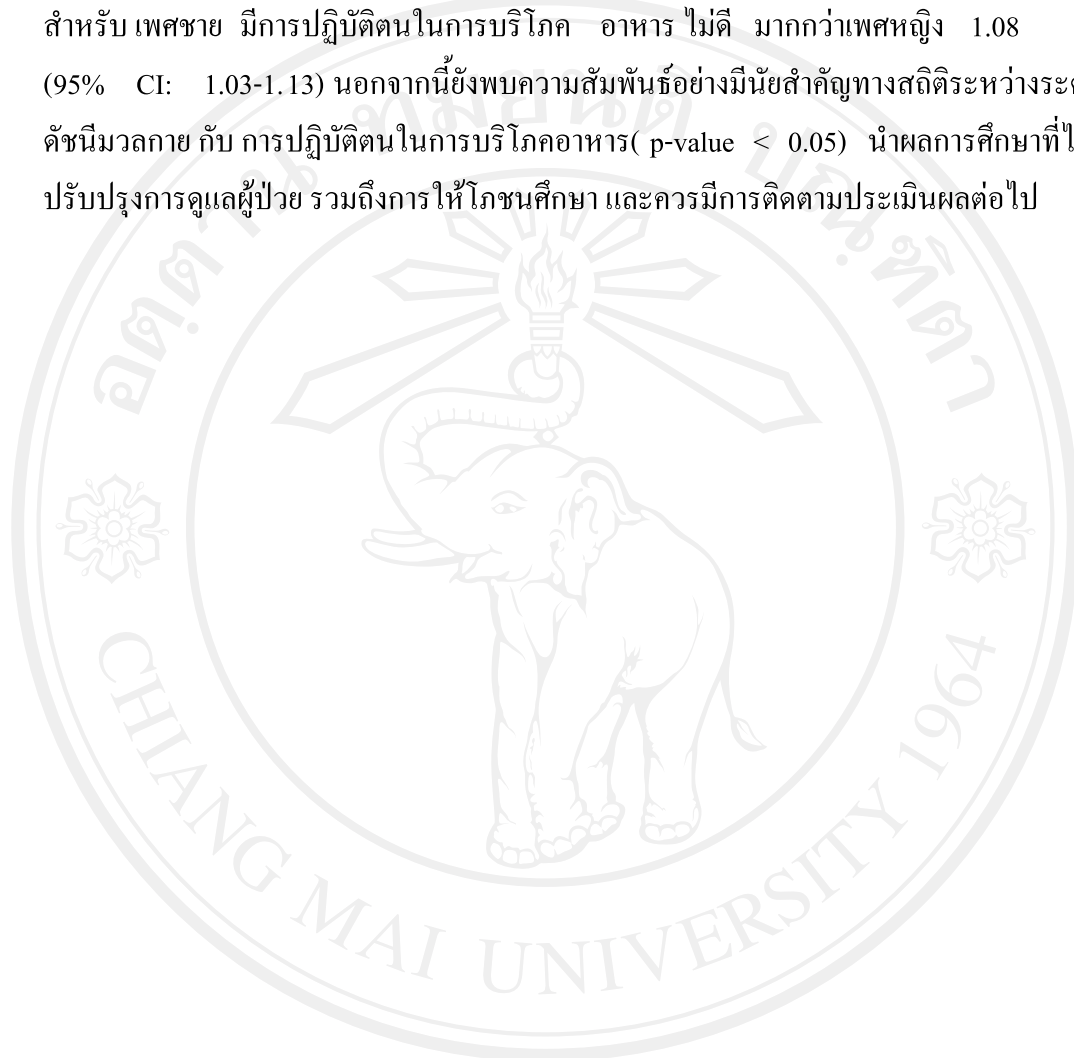 สำหรับ เพศชาย มีการปฏิบัติตนในการบริโภค อาหาร ไม่ดี มากกว่าเพศหญิง 1.08
(95% CI: 1.03-1.13) นอกจากนี้ยังพบความสัมพันธ์อย่างมีนัยสำคัญทางสถิติระหว่าง
ดัชนีมวลกาย กับ การปฏิบัติตนในการบริโภคอาหาร( p-value < 0.05) นำผลการศึกษาที่
ปรับปรุงการดูแลผู้ป่วย รวมถึงการให้โภชนศึกษา และควรมีการติดตามประเมินผลต่อไป
CHIANG MAI UNIVERSITY 1964